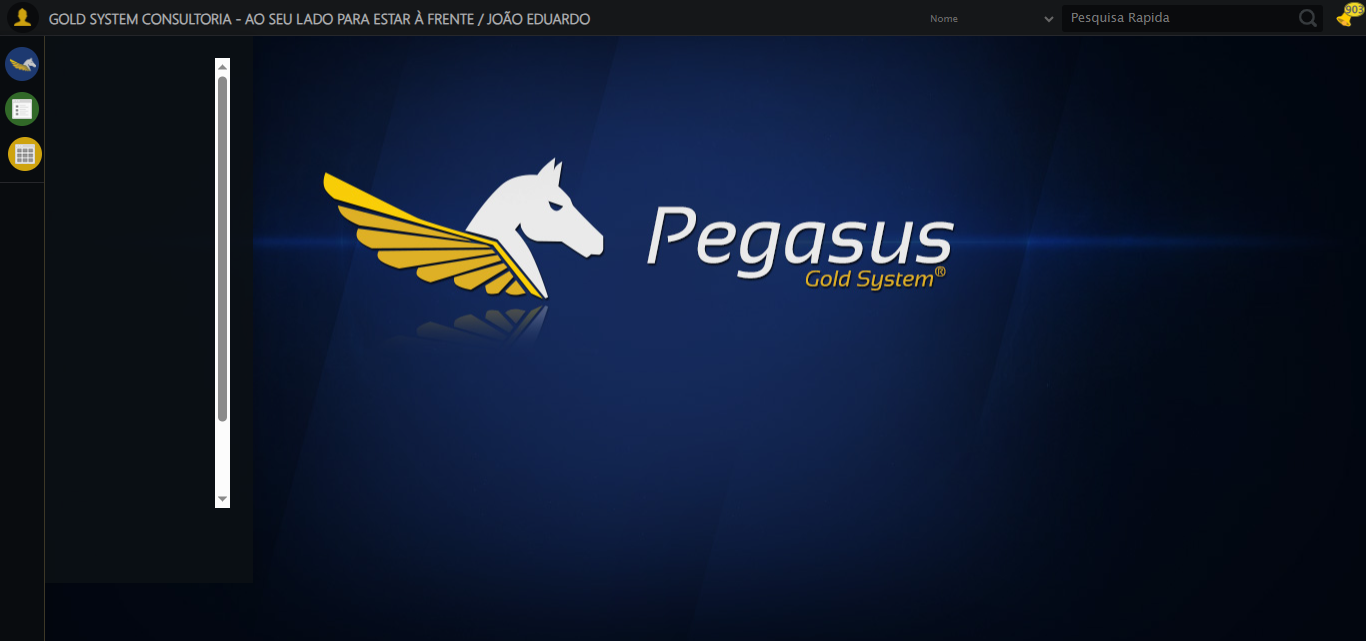 GOLD SYSTEM CONSULTORIA - AO SEU LADO PARA ESTAR À FRENTE / JOÃO EDUARDO
Nome
Pesquisa Rapida
903
Pegasus
Gold System®